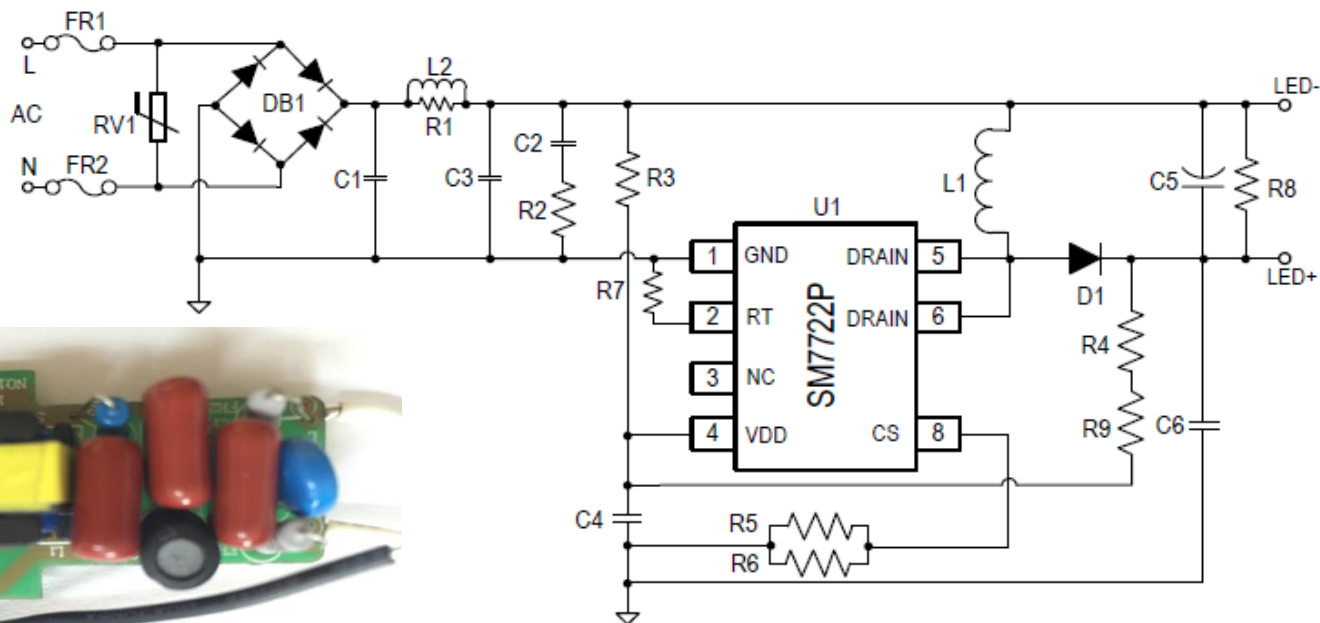 FR1
L
AC
RV1
N
FR2
DB1
L2
R1
C1
C3
C2
R2
R3
R7
U1
1 GND
2 RT
3 NC
4 VDD
SM7722P
DRAIN 5
DRAIN 6
CS 8
L1
D1
C5
R8
LED-
LED+
R4
R9
C6
C4
R5
R6